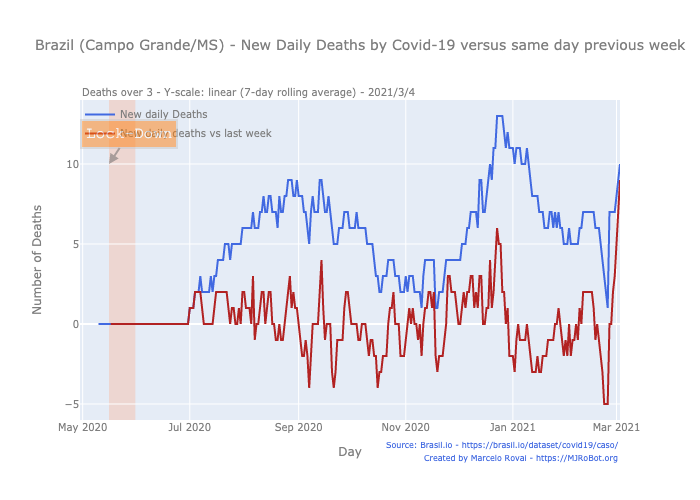 Brazil (Campo Grande/MS) - New Daily Deaths by Covid-19 versus same day previous week
Deaths over 3 - Y-scale: linear (7-day rolling average) - 2021/3/4
New daily Deaths
Lock Down
New daily deaths vs last week
10
5
0
−5
Number of Deaths
May 2020
Jul 2020
Sep 2020
Nov 2020
Jan 2021
Mar 2021
Day
Source: Brasil.io - https://brasil.io/dataset/covid19/caso/
Created by Marcelo Rovai - https://MJRoBot.org